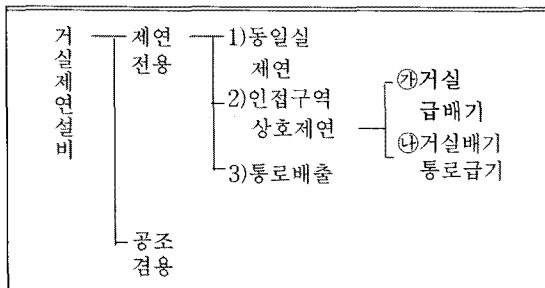 거실제연설비
제연
전용
1)동일실
제연
2)인접구역
상호제연
㉮거실
급배기
㉯거실배기
통로급기
3)통로배출
공조
겸용